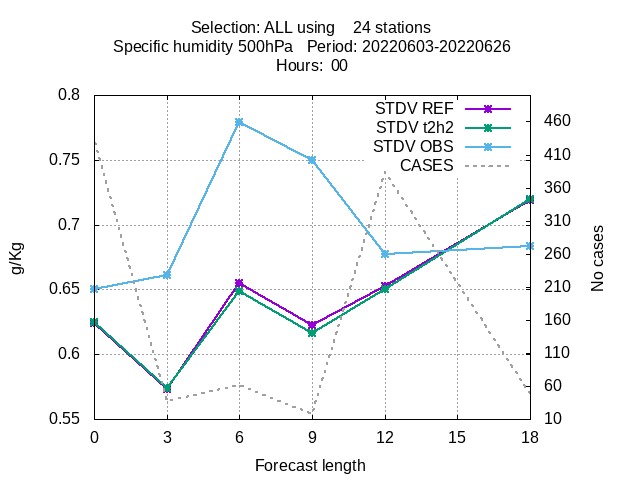 Selection: ALL using    24 stations
Specific humidity 500hPa   Period: 20220603-20220626
Hours:  00
0.8
0.75
0.7
0.65
0.6
0.55
g/Kg
STDV REF
STDV t2h2
STDV OBS
CASES
460
410
360
310
260
210
160
110
60
10
No cases
0 3 6 9 12 15 18
Forecast length